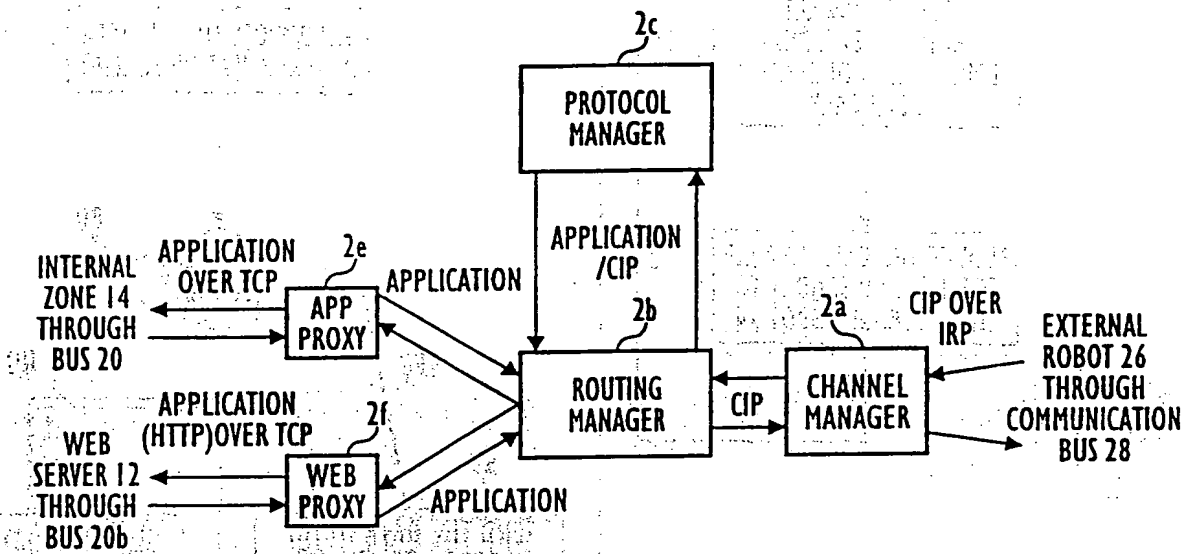 2c
PROTOCOL
MANAGER
APPLICATION
/CIP
INTERNAL
ZONE 14
THROUGH
BUS 20
APPLICATION
OVER TCP
2e
APP
PROXY
APPLICATION
2b
ROUTING
MANAGER
CIP
2a
CHANNEL
MANAGER
CIP OVER
IRP
EXTERNAL
ROBOT 26
THROUGH
COMMUNICATION
BUS 28
WEB
SERVER 12
THROUGH
BUS 20b
APPLICATION
(HTTP)OVER TCP
2f
WEB
PROXY
APPLICATION